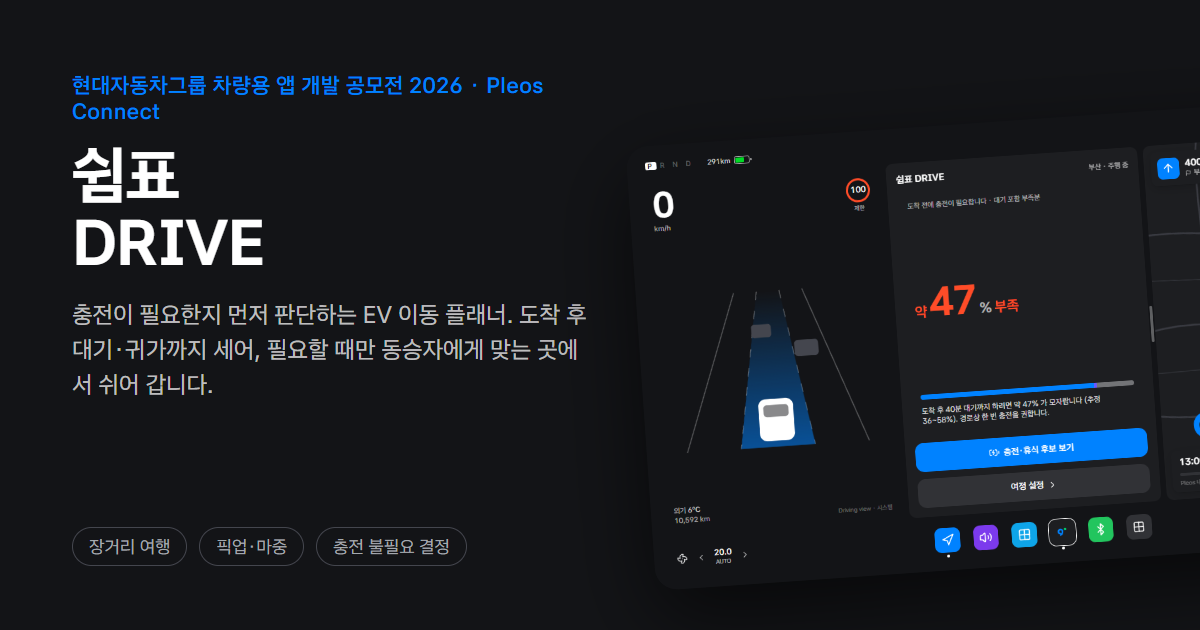 현대자동차그룹 차량용 앱 개발 공모전 2026 · Pleos
Connect
쉼표
DRIVE
충전이 필요한지 먼저 판단하는 EV 이동 플래너. 도착 후
대기·귀가까지 세어, 필요할 때만 동승자에게 맞는 곳에
서 쉬어 갑니다.
장거리 여행
픽업·마중
충전 불필요 결정
P R N D
291km
0
km/h
100
제한
외기 6°C
10,592 km
Driving view · 시스템
20.0
AUTO
쉼표 DRIVE
부산 · 주행 중
도착 전에 충전이 필요합니다 · 대기 포함 부족분
약 47 % 부족
도착 후 40분 대기까지 하려면 약 47% 가 모자랍니다 (추정
36~58%). 경로상 한 번 충전을 권합니다.
충전·휴식 후보 보기
여정 설정
400
13:0